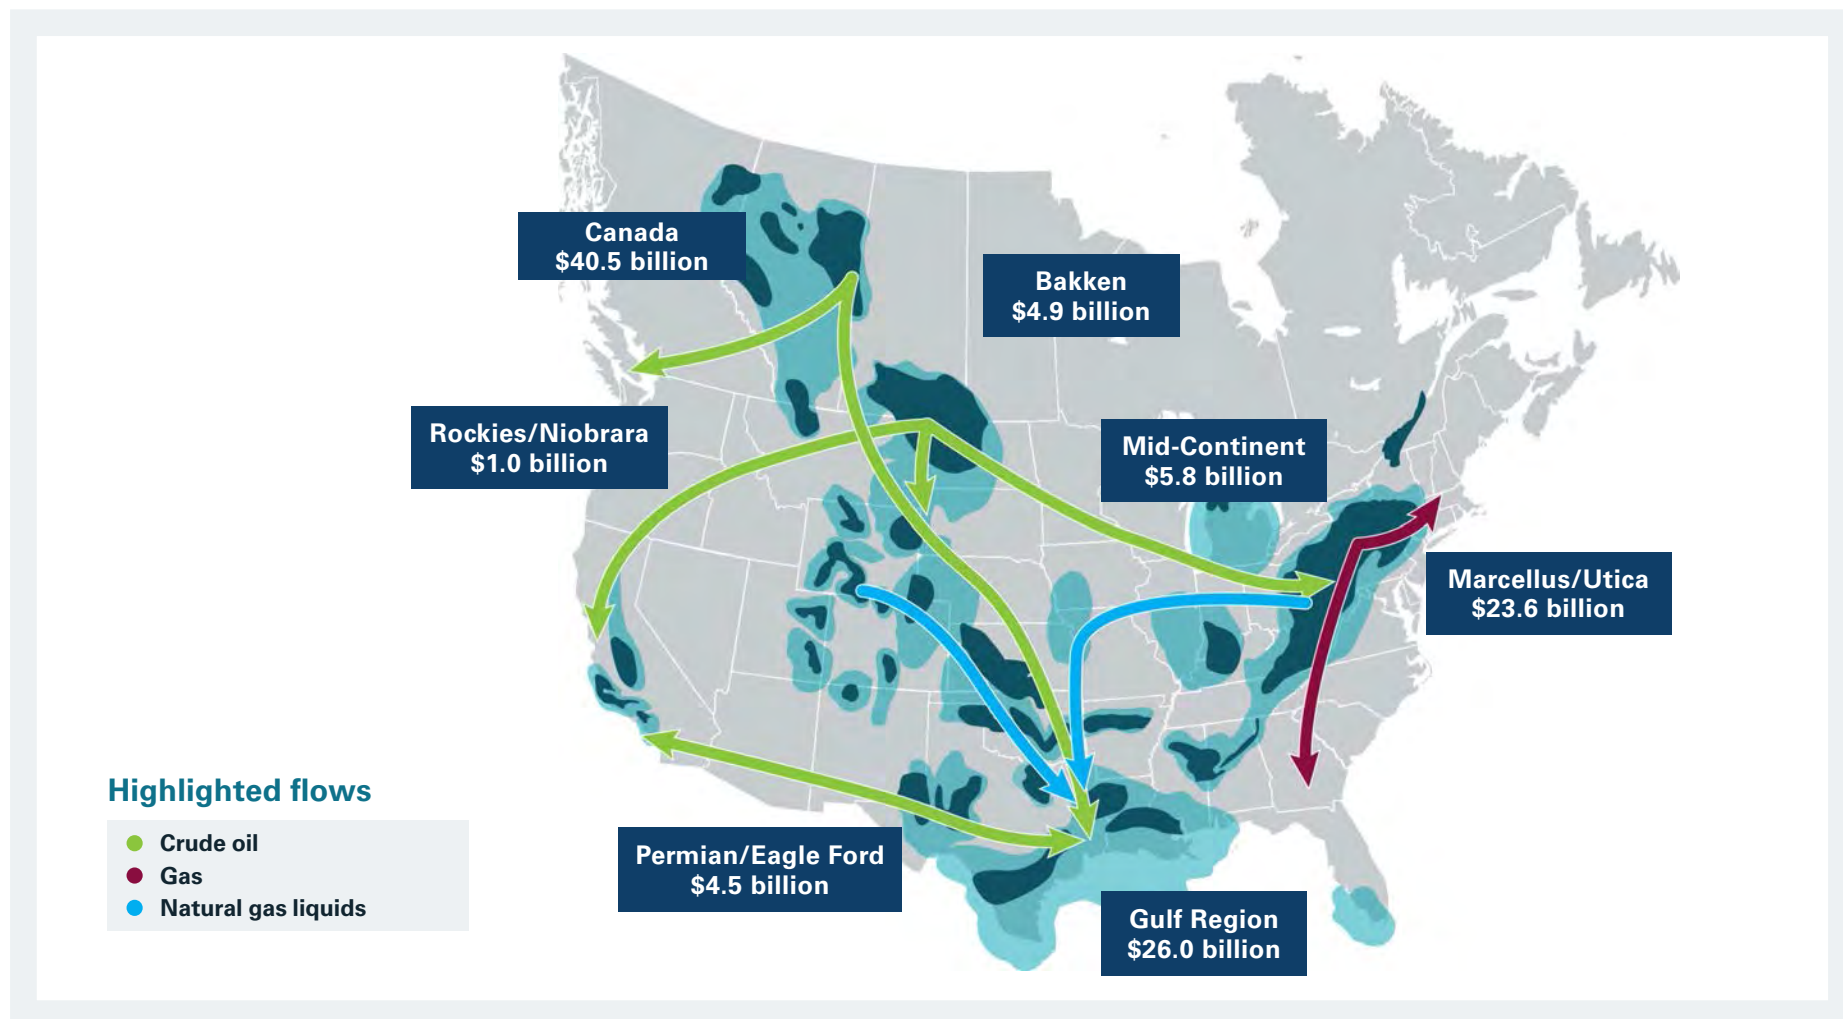 Canada
$40.5 billion
Bakken
$4.9 billion
Rockies/Niobrara
$1.0 billion
Mid-Continent
$5.8 billion
Marcellus/Utica
$23.6 billion
Highlighted flows
Crude oil
Gas
Natural gas liquids
Permian/Eagle Ford
$4.5 billion
Gulf Region
$26.0 billion